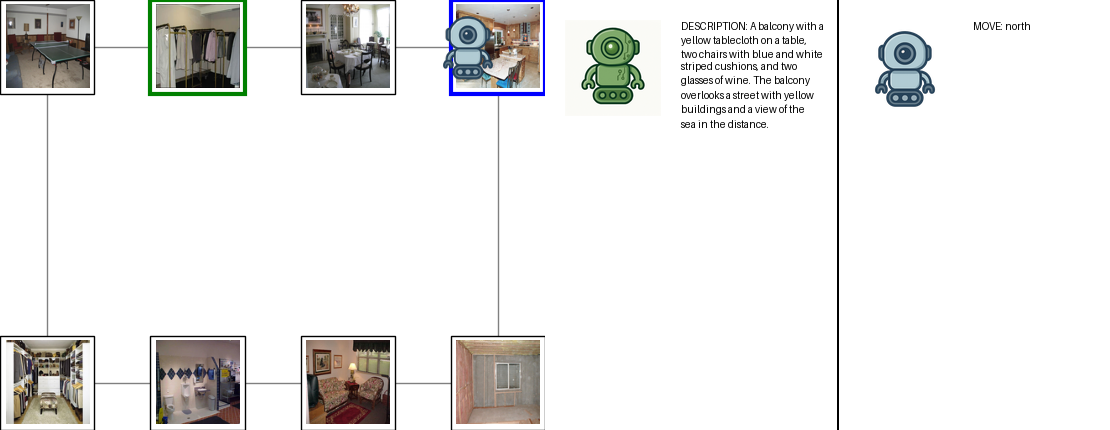 DESCRIPTION: A balcony with a
yellow tablecloth on a table,
two chairs with blue and white
striped cushions, and two
glasses of wine. The balcony
overlooks a street with yellow
buildings and a view of the
sea in the distance.
MOVE: north